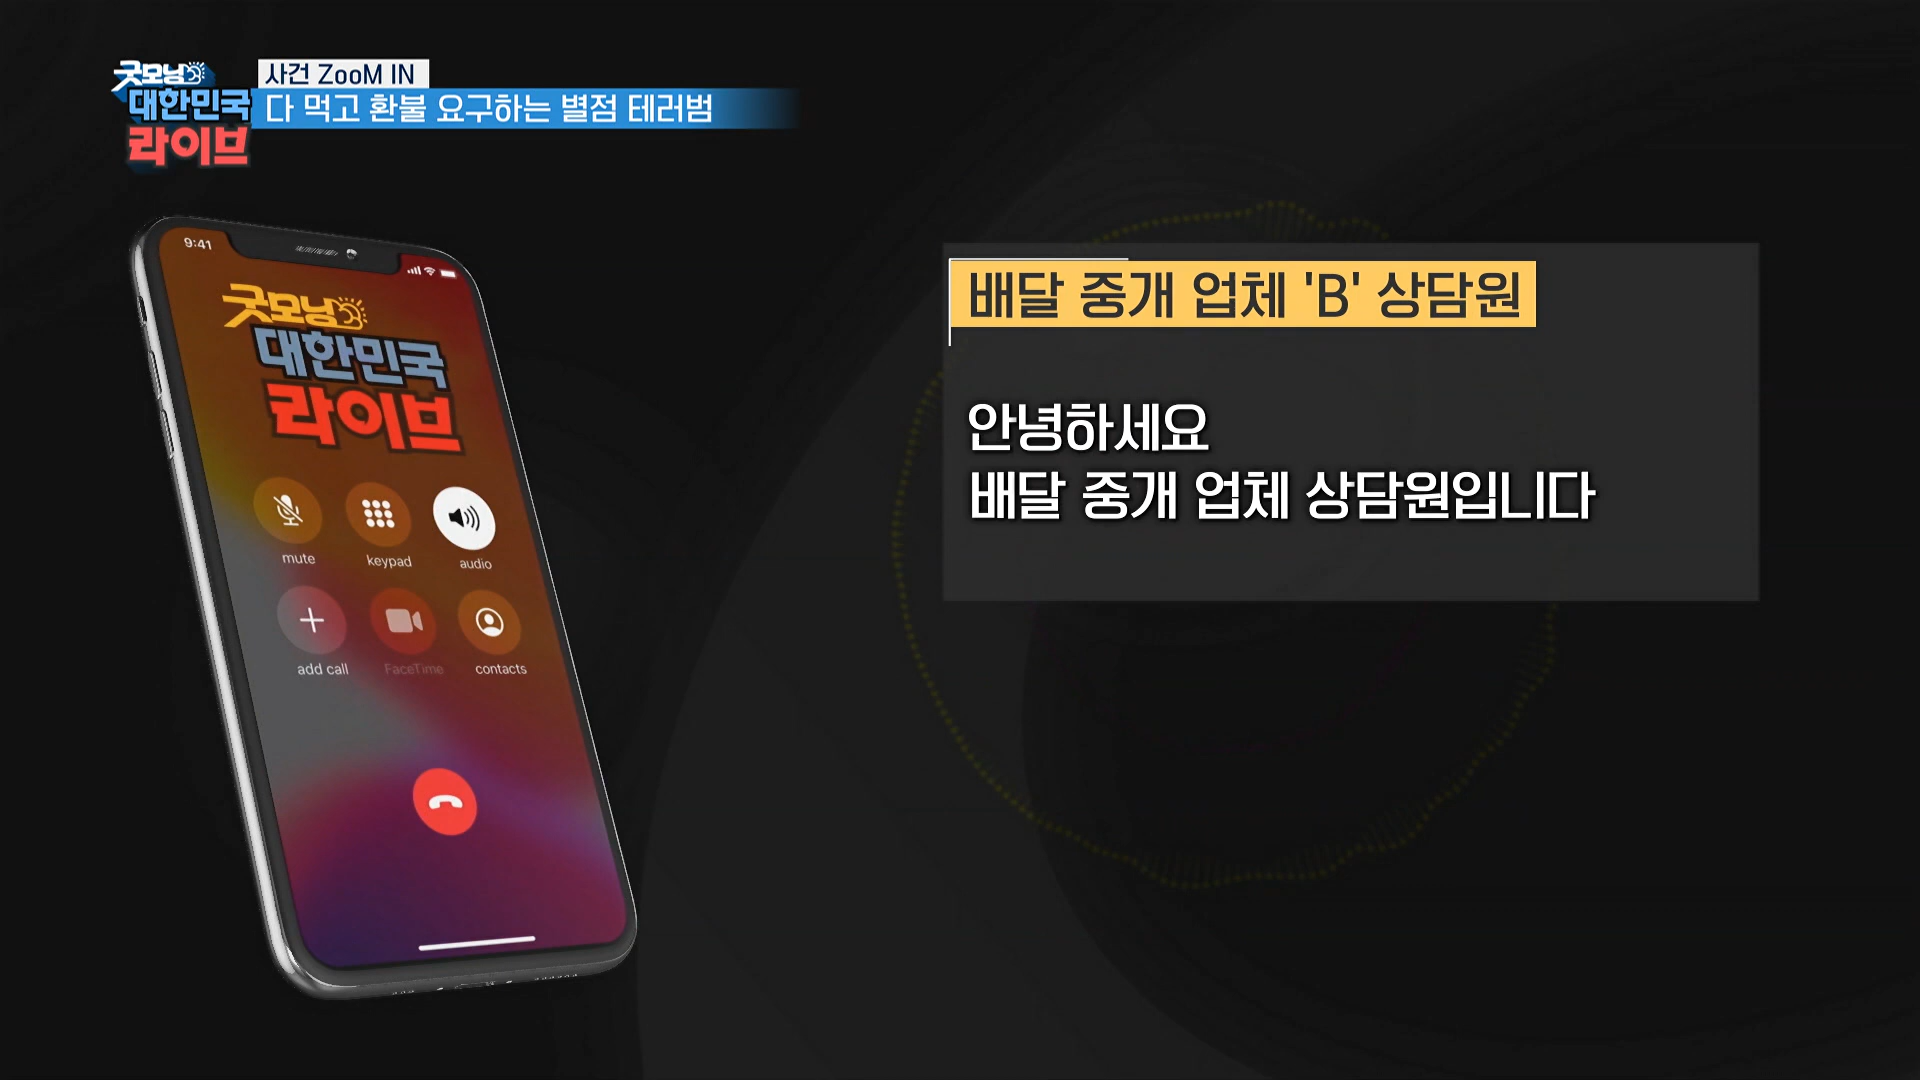 굿모닝
대한민국
라이브
사건 ZooM IN
다 먹고 환불 요구하는 별점 테러범
9:41
굿모닝
대한민국
라이브
mute
keypad
audio
add call
FaceTime
contacts
배달 중개 업체 'B' 상담원
안녕하세요
배달 중개 업체 상담원입니다